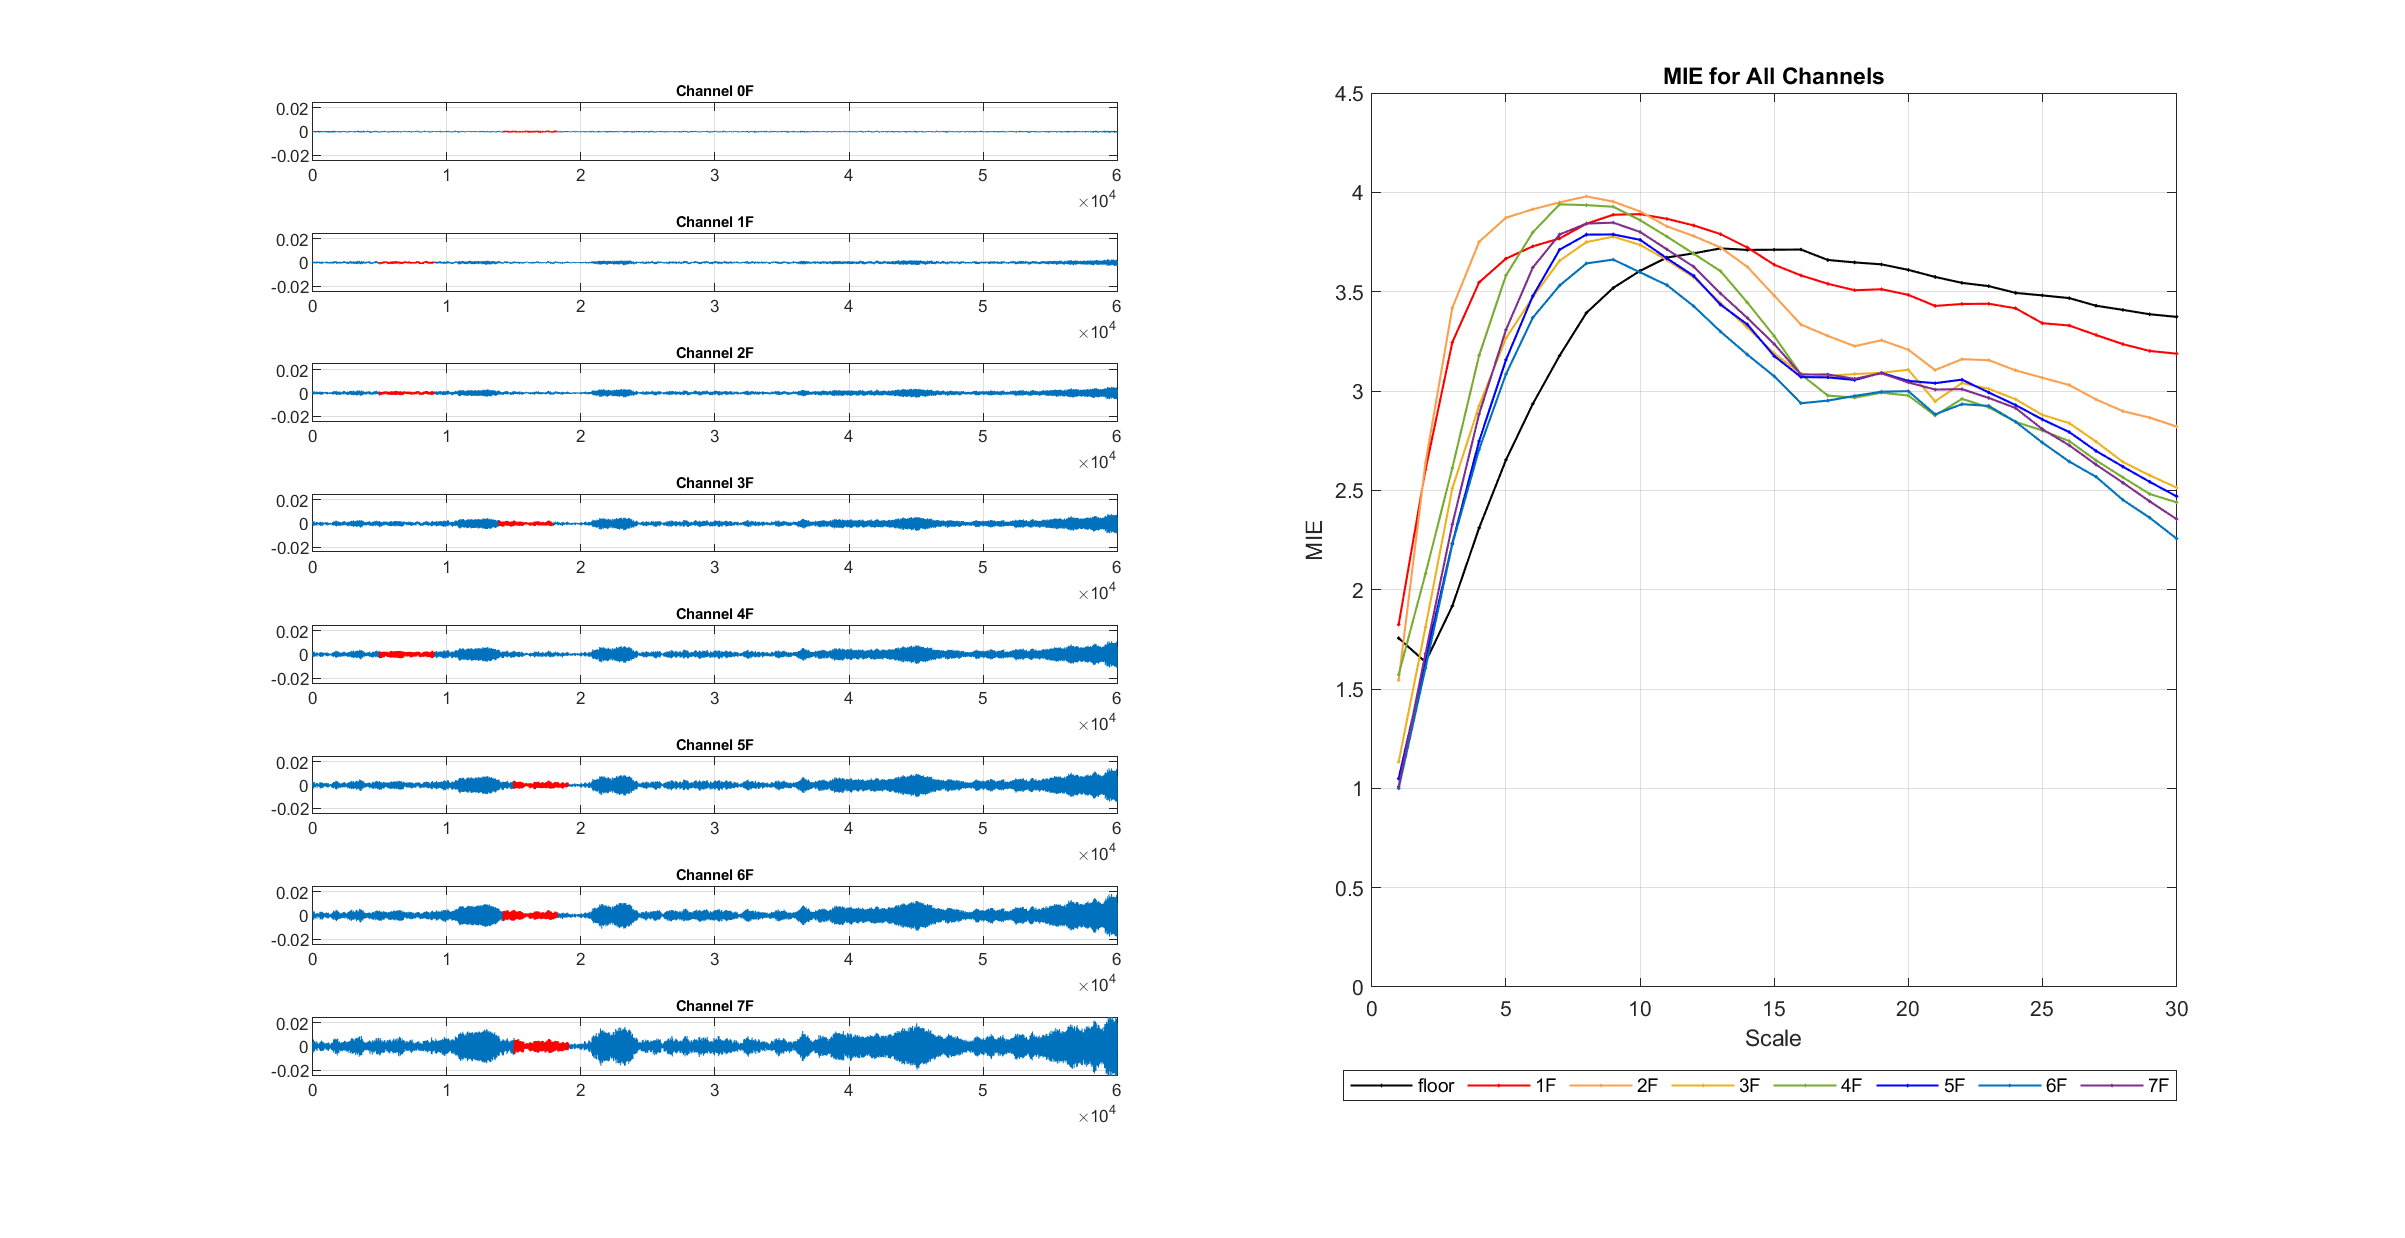 Channel 0F
0.02
0
-0.02
0 1 2 3 4 5 6
×10^4
Channel 1F
0.02
0
-0.02
0 1 2 3 4 5 6
×10^4
Channel 2F
0.02
0
-0.02
0 1 2 3 4 5 6
×10^4
Channel 3F
0.02
0
-0.02
0 1 2 3 4 5 6
×10^4
Channel 4F
0.02
0
-0.02
0 1 2 3 4 5 6
×10^4
Channel 5F
0.02
0
-0.02
0 1 2 3 4 5 6
×10^4
Channel 6F
0.02
0
-0.02
0 1 2 3 4 5 6
×10^4
Channel 7F
0.02
0
-0.02
0 1 2 3 4 5 6
×10^4
MIE for All Channels
4.5
4
3.5
3
2.5
2
1.5
1
0.5
0
MIE
0 5 10 15 20 25 30
Scale
floor 1F 2F 3F 4F 5F 6F 7F